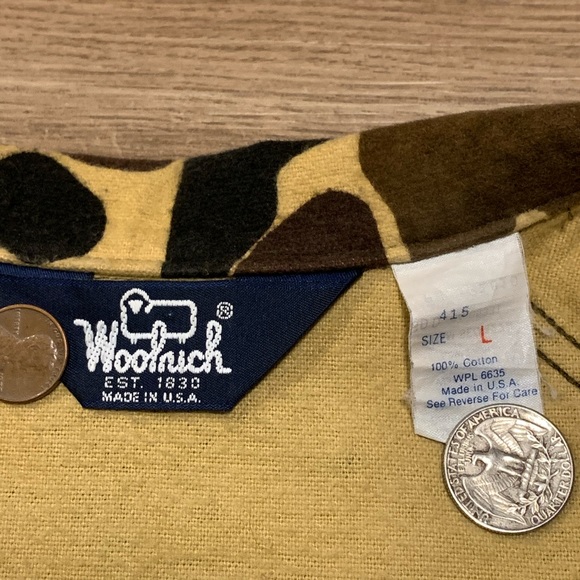 Woolrich ®
EST. 1830
MADE IN U.S.A.
415
SIZE L
100% Cotton
WPL 6635
Made in U.S.A.
See Reverse For Care
UNITED STATES OF AMERICA
QUARTER DOLLAR